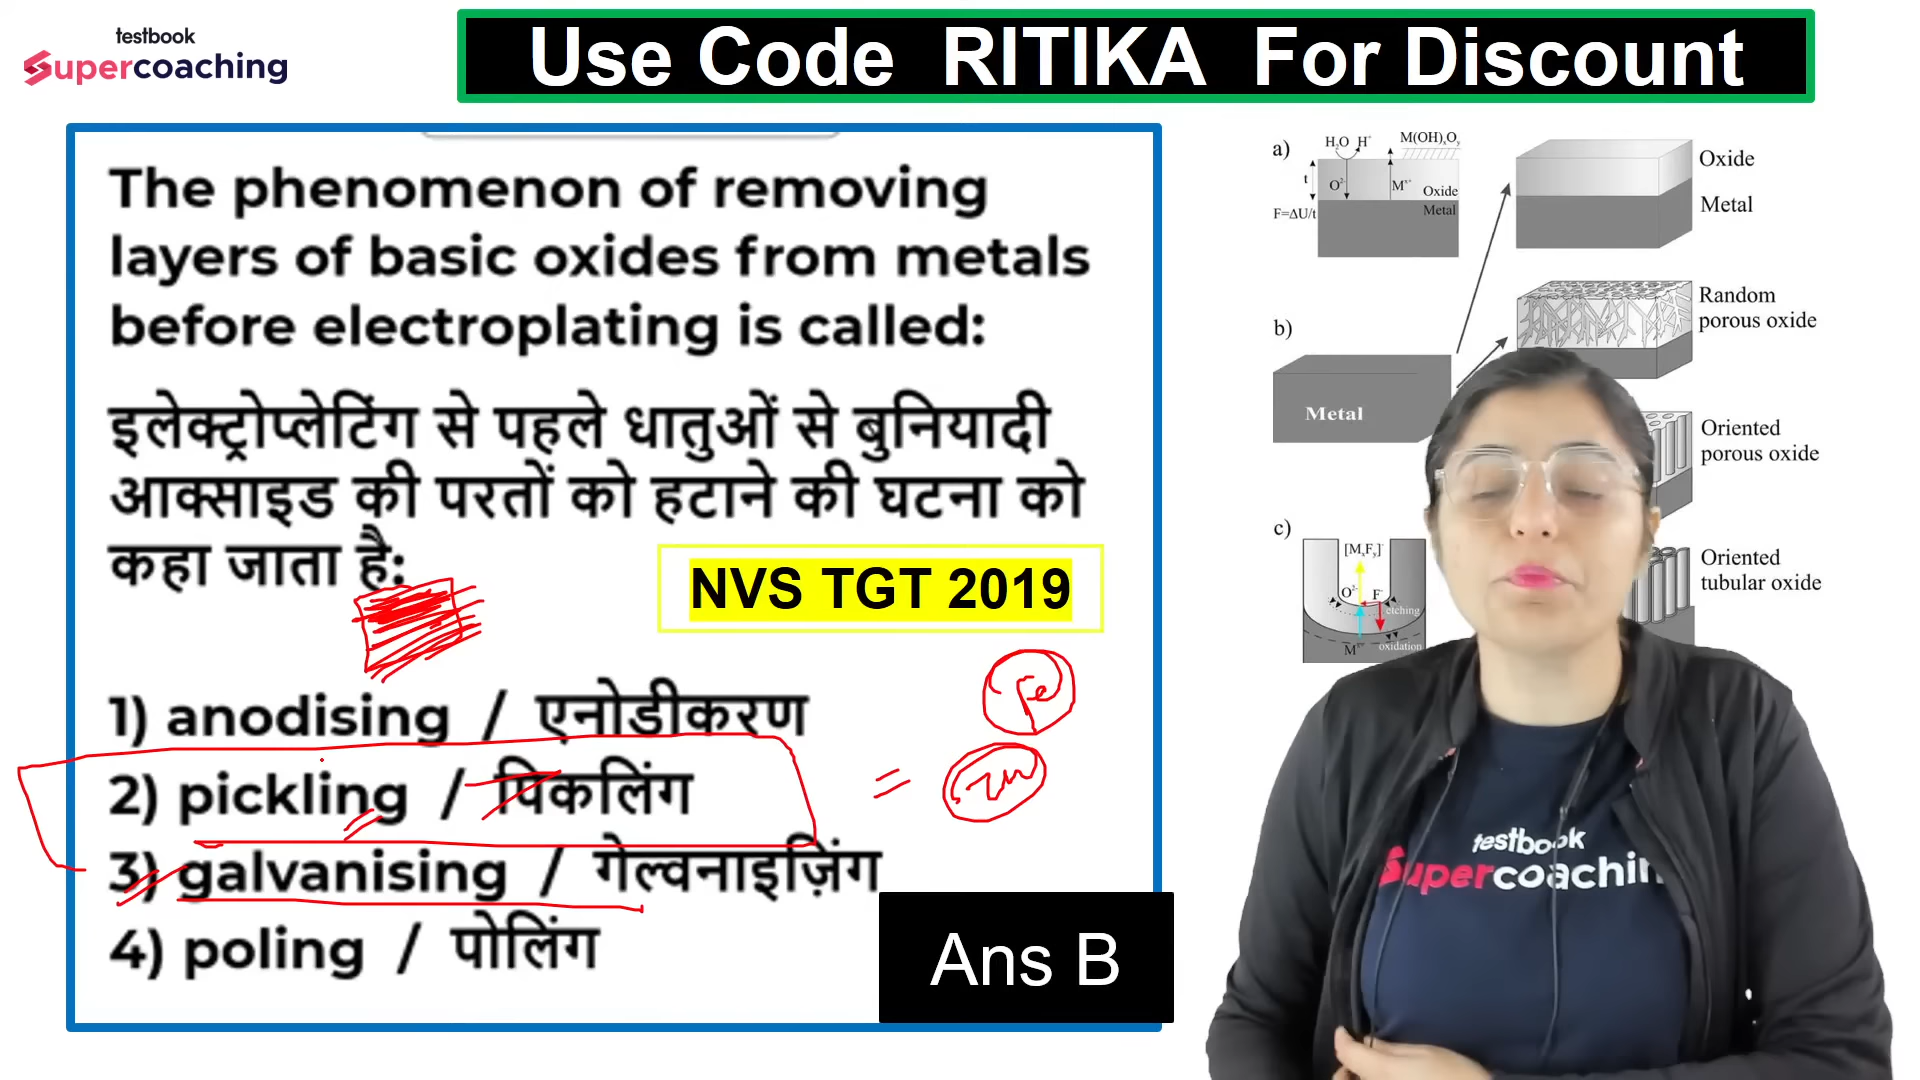 testbook
Supercoaching
Use Code RITIKA For Discount
The phenomenon of removing
layers of basic oxides from metals
before electroplating is called:
इलेक्ट्रोप्लेटिंग से पहले धातुओं से बुनियादी
आक्साइड की परतों को हटाने की घटना को
कहा जाता है:
NVS TGT 2019
1) anodising / एनोडीकरण
2) pickling / पिकलिंग
3) galvanising / गेल्वनाइज़िंग
4) poling / पोलिंग
Fe
= Zn
Ans B
a)
H₂O H⁺ M(OH)ₓOᵧ
t O²⁻ Mˣ⁺ Oxide
F=ΔU/t Metal
Oxide
Metal
b)
Metal
Random
porous oxide
Oriented
porous oxide
c)
[MₓFᵧ]⁻
O²⁻ F⁻
etching
oxidation
Oriented
tubular oxide
testbook
Supercoachin